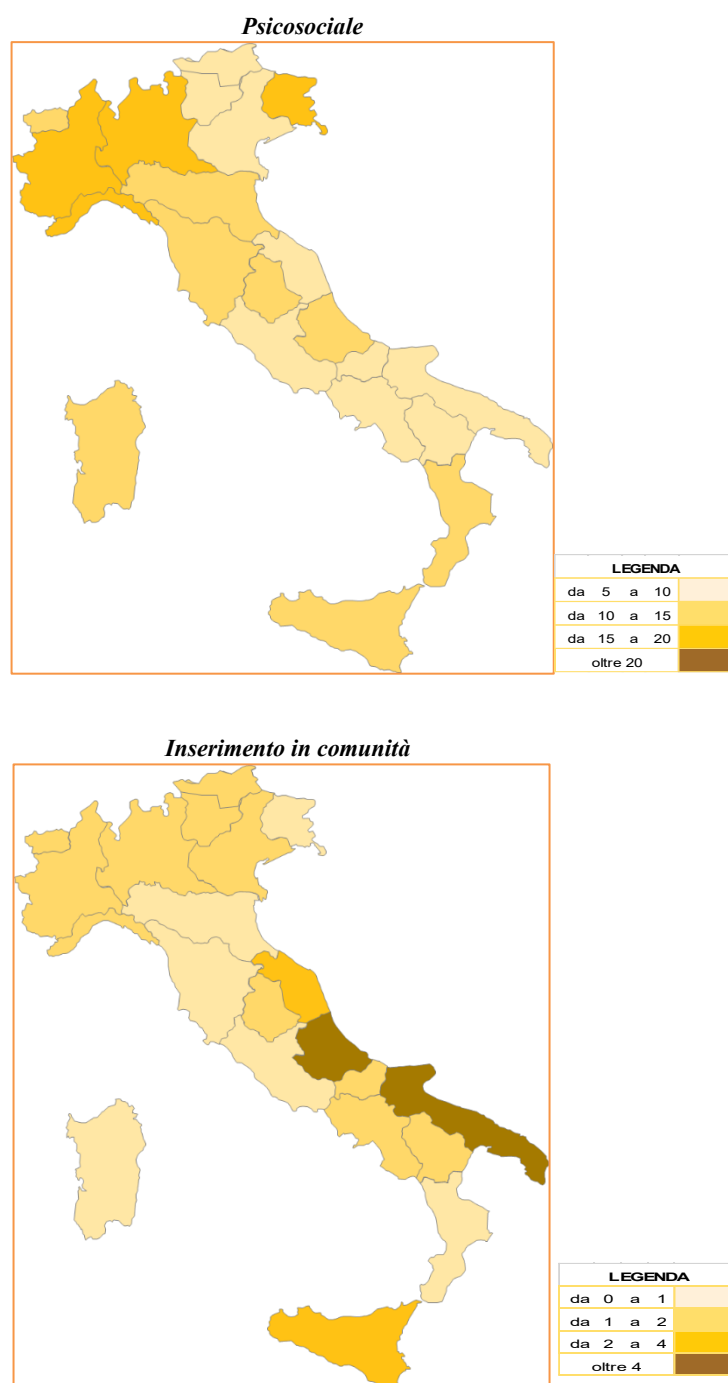 Psicosociale
LEGENDA
da 5 a 10
da 10 a 15
da 15 a 20
oltre 20
Inserimento in comunità
LEGENDA
da 0 a 1
da 1 a 2
da 2 a 4
oltre 4